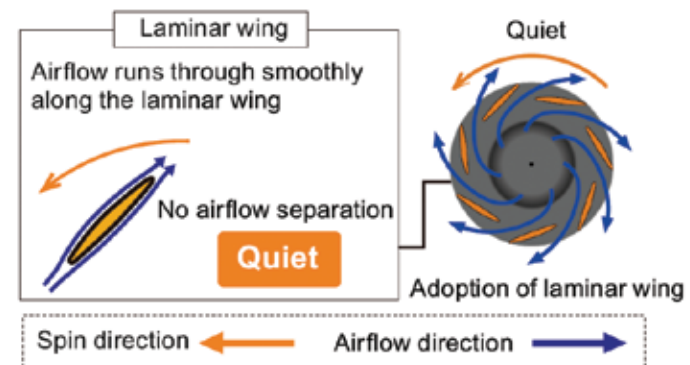 Laminar wing
Airflow runs through smoothly
along the laminar wing
No airflow separation
Quiet
Quiet
Adoption of laminar wing
Spin direction
Airflow direction